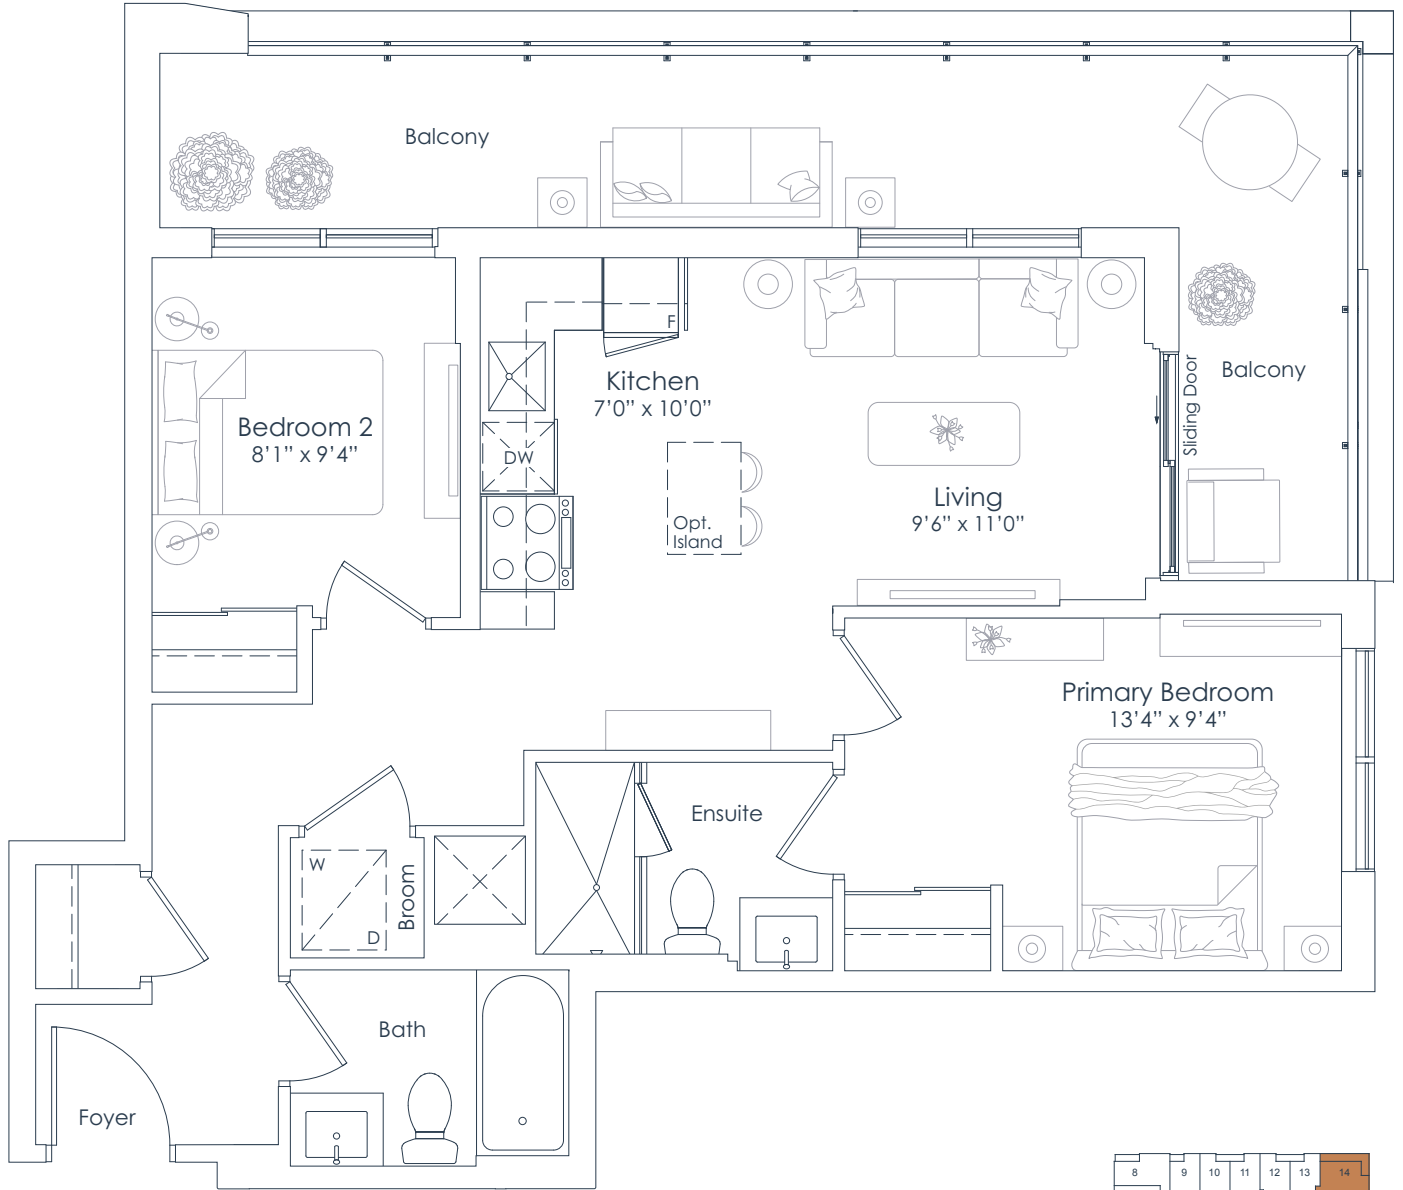 Balcony
Balcony
Sliding Door
F
Kitchen
7’0” x 10’0”
Bedroom 2
8’1” x 9’4”
DW
Opt.
Island
Living
9’6” x 11’0”
Primary Bedroom
13’4” x 9’4”
Ensuite
W
D
Broom
Bath
Foyer
8 9 10 11 12 13 14